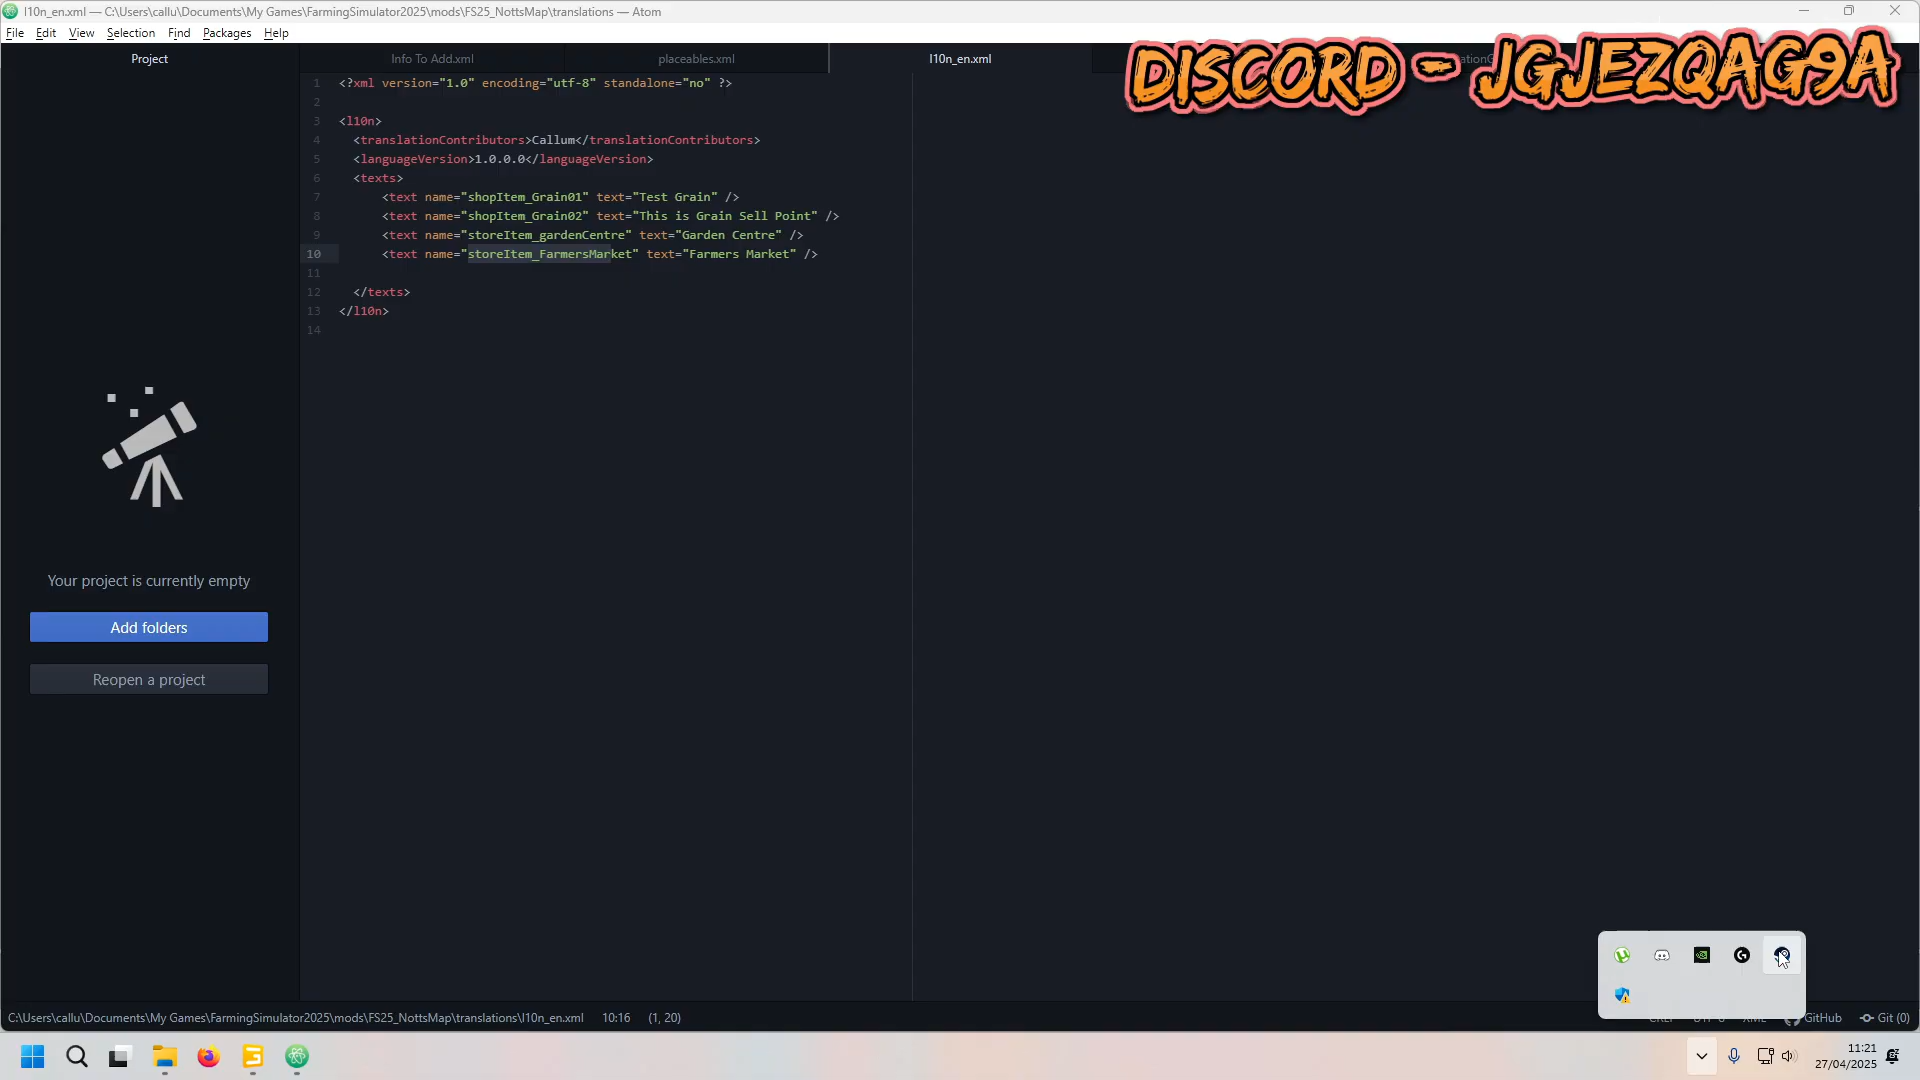 l10n_en.xml — C:\Users\callu\Documents\My Games\FarmingSimulator2025\mods\FS25_NottsMap\translations — Atom
File Edit View Selection Find Packages Help
Project
Info To Add.xml
placeables.xml
l10n_en.xml
DISCORD - JGJEZQAG9A
1 <?xml version="1.0" encoding="utf-8" standalone="no" ?>
2
3 <l10n>
4 <translationContributors>Callum</translationContributors>
5 <languageVersion>1.0.0.0</languageVersion>
6 <texts>
7 <text name="shopItem_Grain01" text="Test Grain" />
8 <text name="shopItem_Grain02" text="This is Grain Sell Point" />
9 <text name="storeItem_gardenCentre" text="Garden Centre" />
10 <text name="storeItem_FarmersMarket" text="Farmers Market" />
11
12 </texts>
13 </l10n>
14
Your project is currently empty
Add folders
Reopen a project
C:\Users\callu\Documents\My Games\FarmingSimulator2025\mods\FS25_NottsMap\translations\l10n_en.xml 10:16 (1, 20)
CRLF UTF-8 XML GitHub Git (0)
11:21
27/04/2025